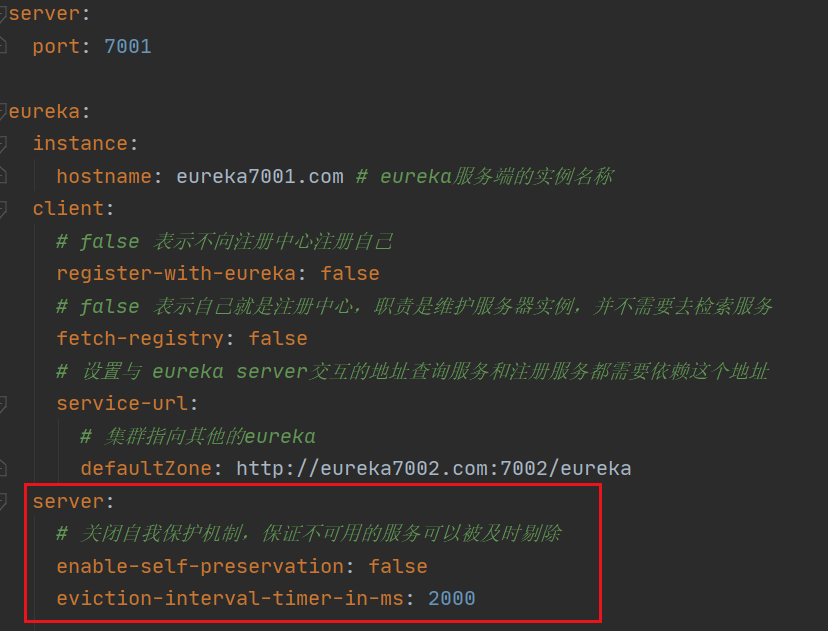 server:
port: 7001
eureka:
instance:
hostname: eureka7001.com # eureka服务端的实例名称
client:
# false 表示不向注册中心注册自己
register-with-eureka: false
# false 表示自己就是注册中心，职责是维护服务器实例，并不需要去检索服务
fetch-registry: false
# 设置与 eureka server交互的地址查询服务和注册服务都需要依赖这个地址
service-url:
# 集群指向其他的eureka
defaultZone: http://eureka7002.com:7002/eureka
server:
# 关闭自我保护机制，保证不可用的服务可以被及时剔除
enable-self-preservation: false
eviction-interval-timer-in-ms: 2000